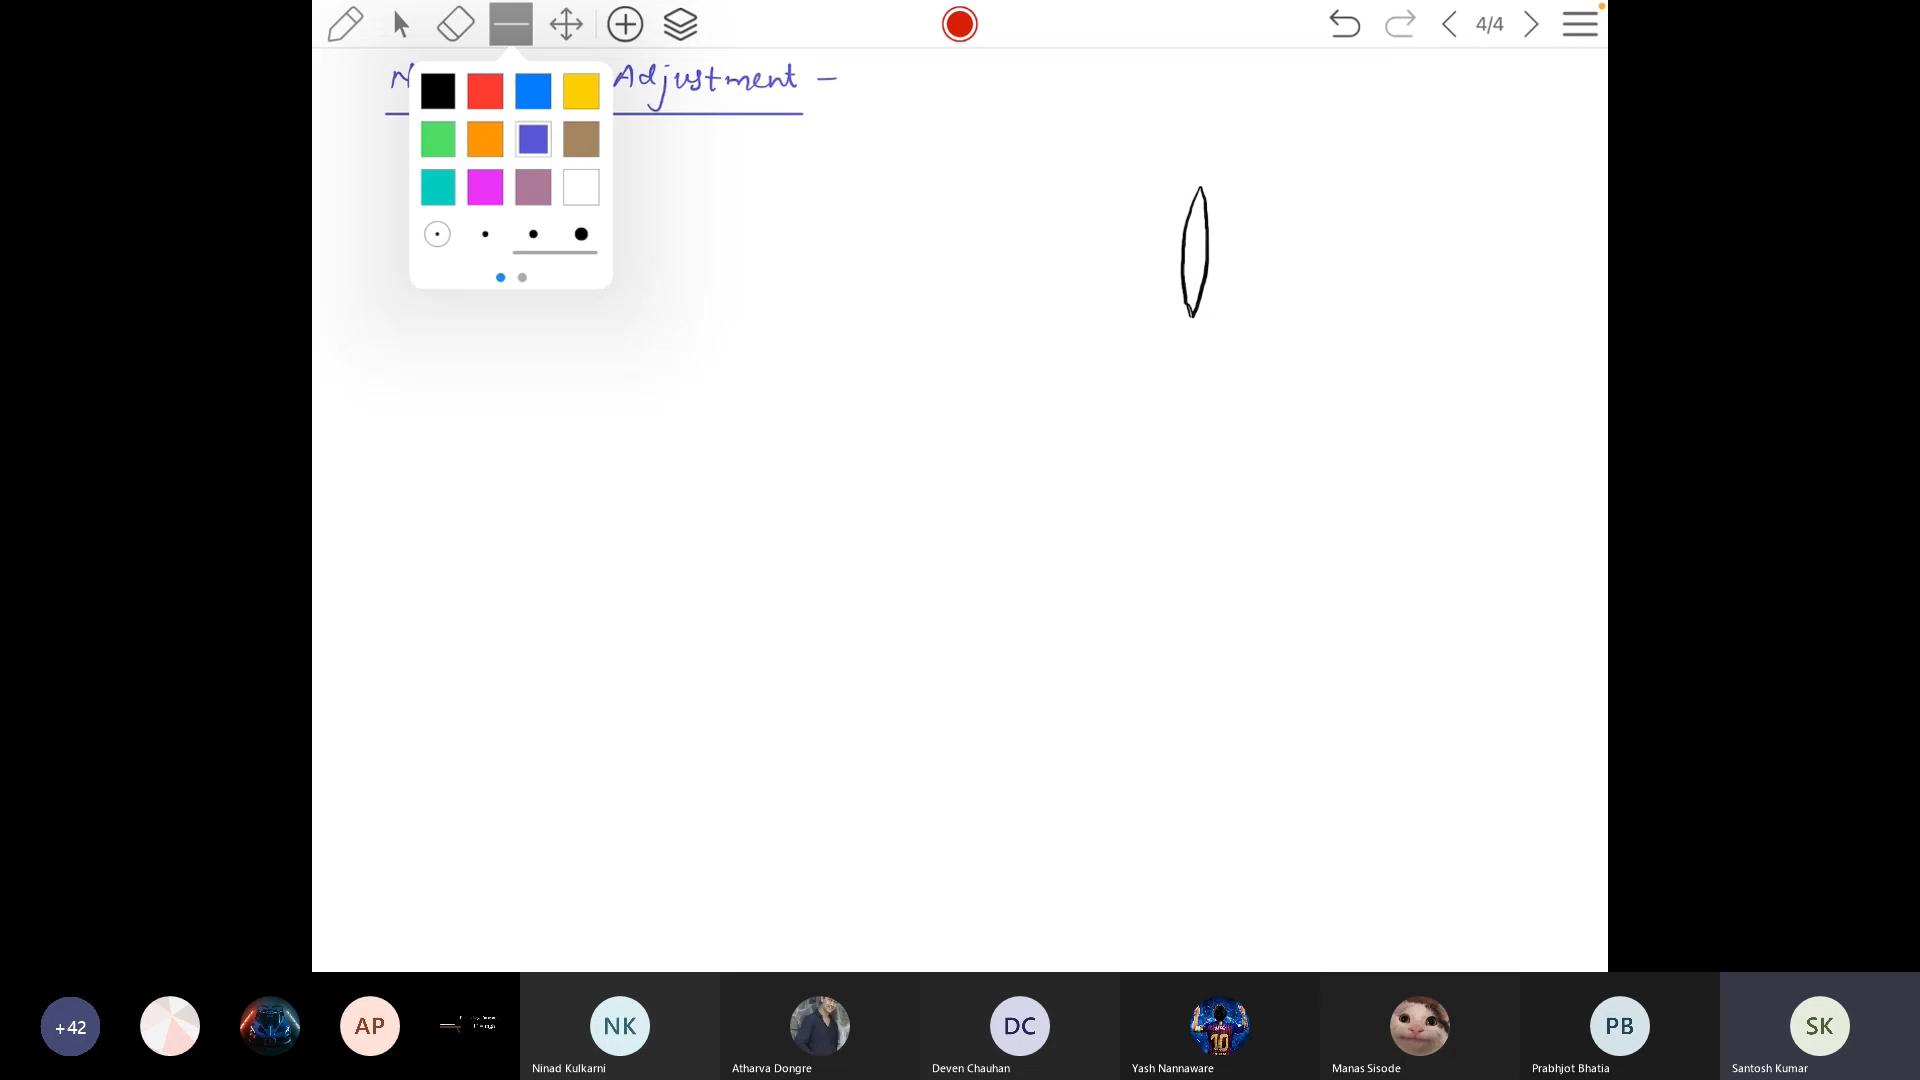 4/4
Adjustment -
+42
AP
NK
DC
10
PB
SK
Ninad Kulkarni
Atharva Dongre
Deven Chauhan
Yash Nannaware
Manas Sisode
Prabhjot Bhatia
Santosh Kumar